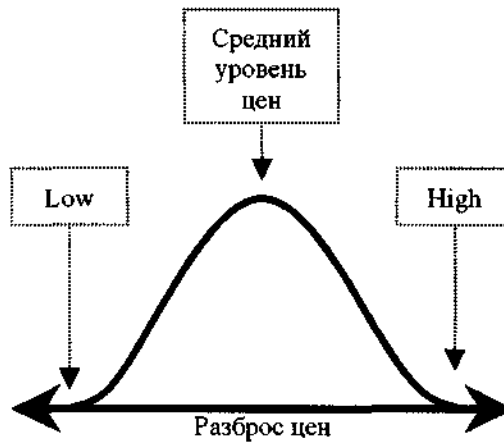 Средний
уровень
цен
Low
High
Разброс цен